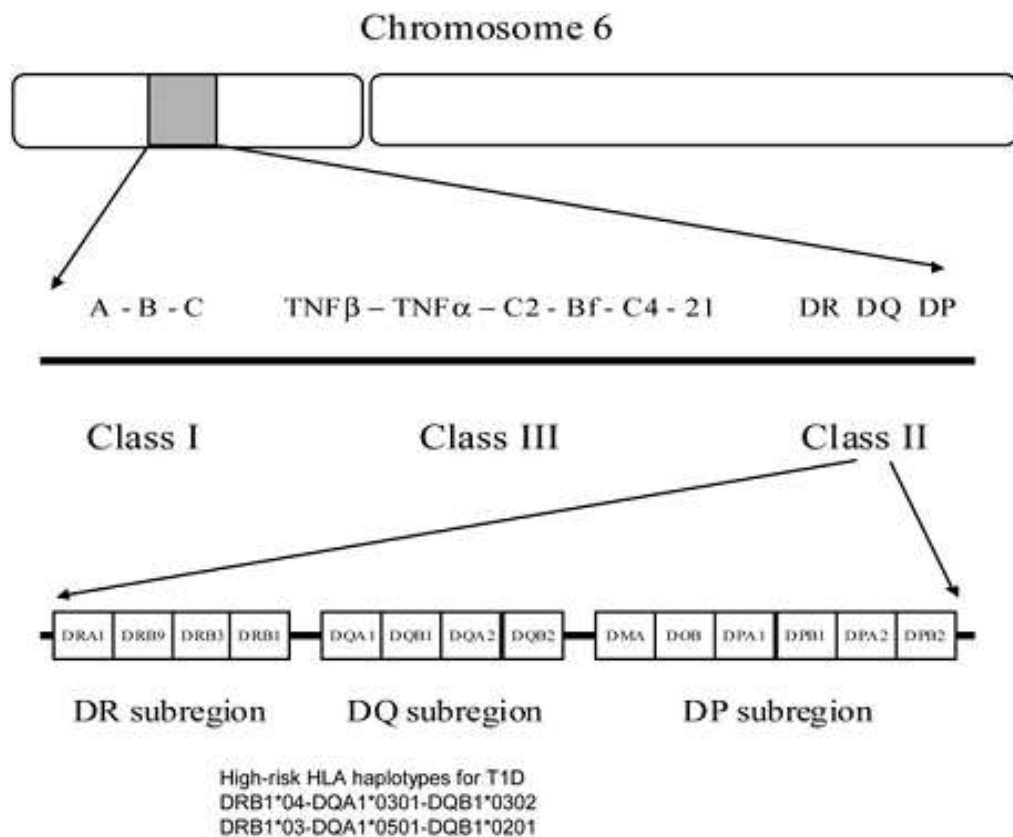 Chromosome 6
A - B - C TNFβ – TNFα – C2 - Bf - C4 - 21 DR DQ DP
Class I Class III Class II
DRA1 DRB9 DRB3 DRB1 DQA1 DQB1 DQA2 DQB2 DMA DOB DPA1 DPB1 DPA2 DPB2
DR subregion DQ subregion DP subregion
High-risk HLA haplotypes for T1D
DRB1*04-DQA1*0301-DQB1*0302
DRB1*03-DQA1*0501-DQB1*0201